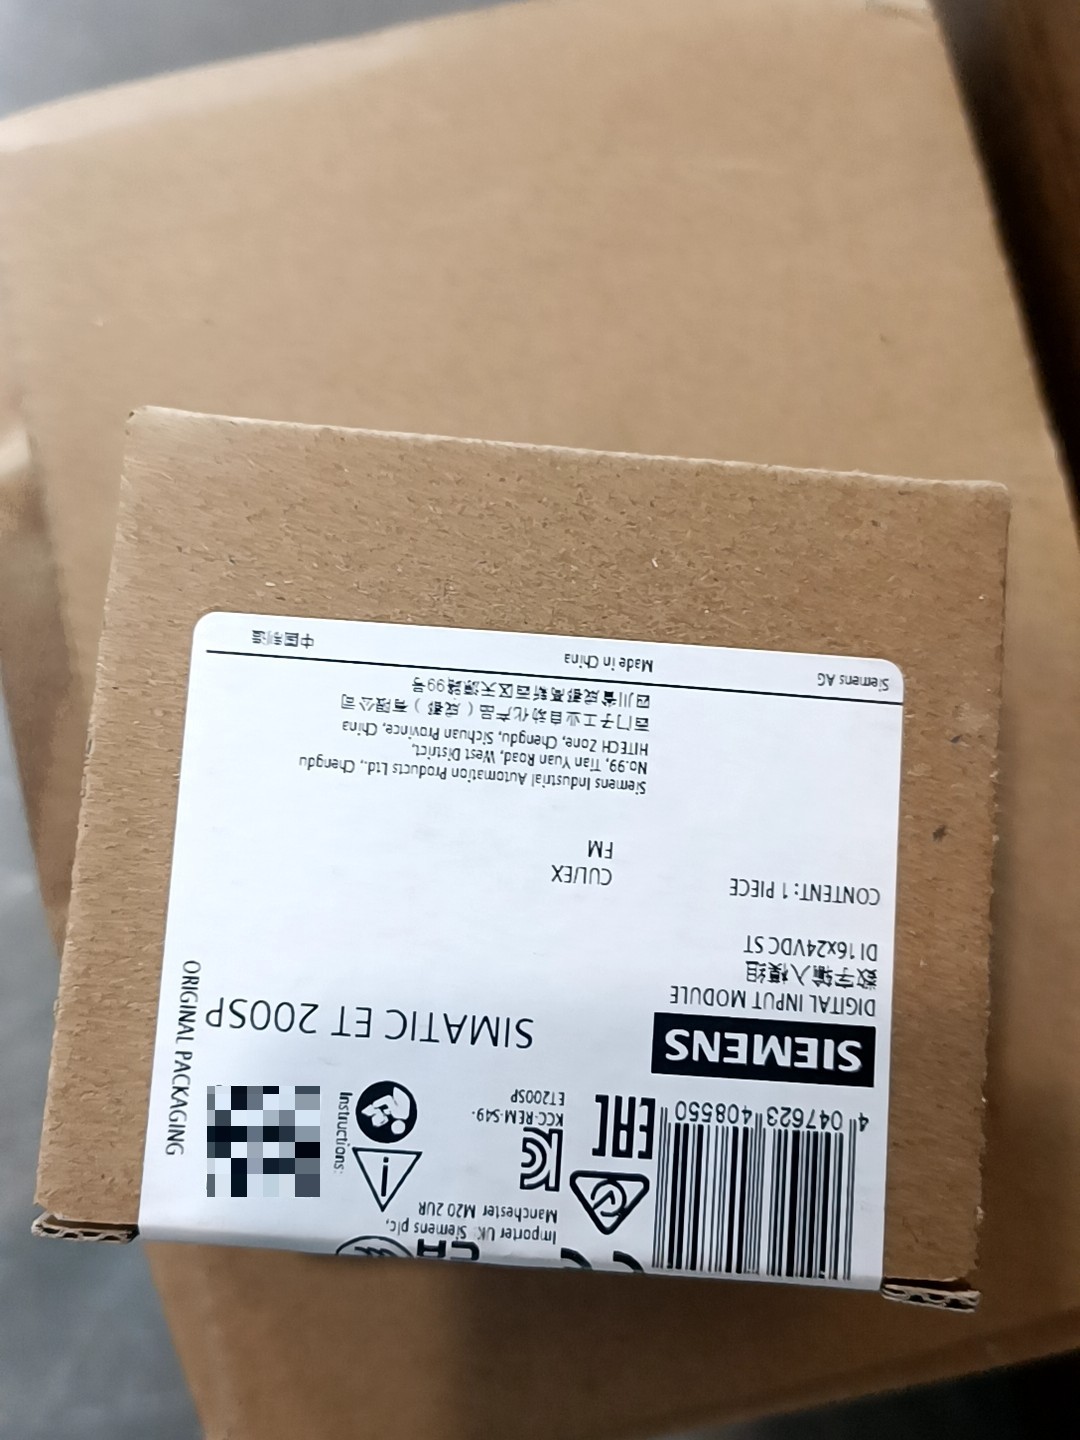 Importer UK: Siemens plc,
Manchester M20 2UR
4 047623 408550
KCC-REM-S49-
ET200SP
Instructions:
ORIGINAL PACKAGING
SIEMENS
SIMATIC ET 200SP
DIGITAL INPUT MODULE
数字输入模组
DI 16x24VDC ST
CONTENT: 1 PIECE
CUL/EX
FM
Siemens Industrial Automation Products Ltd., Chengdu
No.99, Tian Yuan Road, West District,
HITECH Zone, Chengdu, Sichuan Province, China
西门子工业自动化产品（成都）有限公司
四川省成都高新西区天源路99号
Siemens AG
Made in China
中国制造